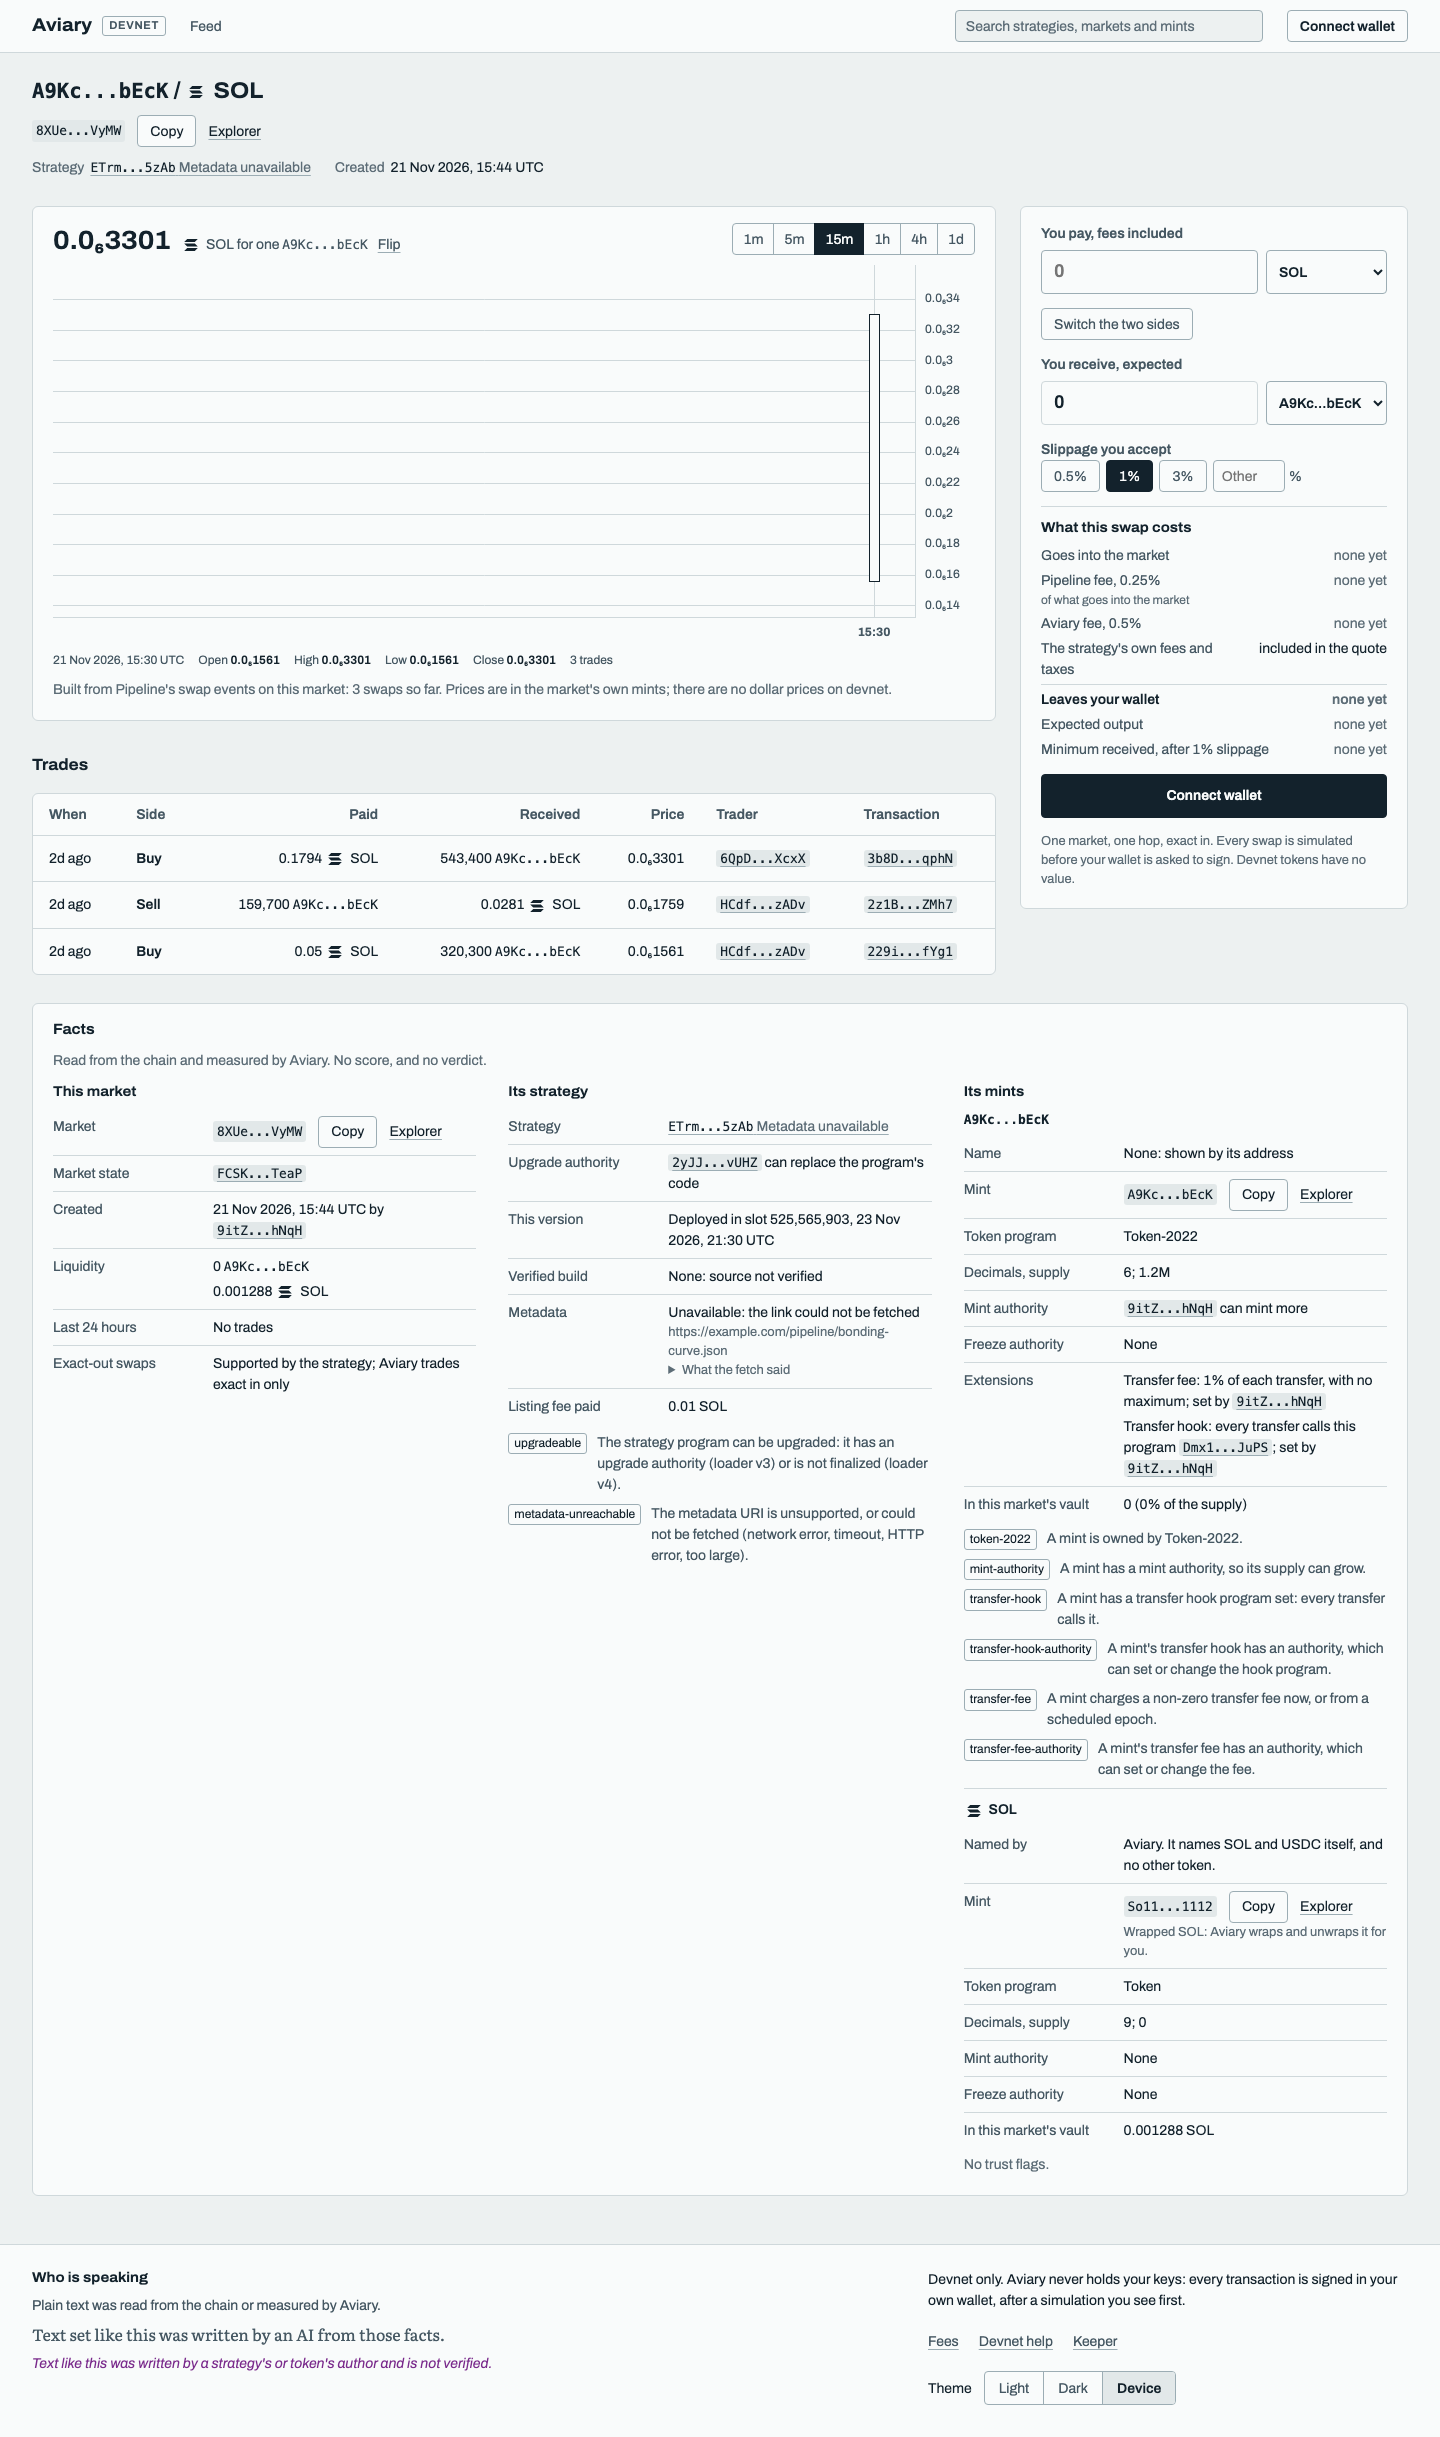 Aviary DEVNET Feed Search strategies, markets and mints Connect wallet
A9Kc...bEcK / SOL
8XUe...VyMW Copy Explorer
Strategy ETrm...5zAb Metadata unavailable Created 21 Nov 2026, 15:44 UTC
0.0₆3301 SOL for one A9Kc...bEcK Flip 1m 5m 15m 1h 4h 1d
0.0₆34
0.0₆32
0.0₆3
0.0₆28
0.0₆26
0.0₆24
0.0₆22
0.0₆2
0.0₆18
0.0₆16
0.0₆14
15:30
21 Nov 2026, 15:30 UTC Open 0.0₆1561 High 0.0₆3301 Low 0.0₆1561 Close 0.0₆3301 3 trades
Built from Pipeline's swap events on this market: 3 swaps so far. Prices are in the market's own mints; there are no dollar prices on devnet.
You pay, fees included
0 SOL
Switch the two sides
You receive, expected
0 A9Kc...bEcK
Slippage you accept
0.5% 1% 3% Other %
What this swap costs
Goes into the market none yet
Pipeline fee, 0.25% none yet
of what goes into the market
Aviary fee, 0.5% none yet
The strategy's own fees and included in the quote
taxes
Leaves your wallet none yet
Expected output none yet
Minimum received, after 1% slippage none yet
Connect wallet
One market, one hop, exact in. Every swap is simulated
before your wallet is asked to sign. Devnet tokens have no
value.
Trades
When Side Paid Received Price Trader Transaction
2d ago Buy 0.1794 SOL 543,400 A9Kc...bEcK 0.0₆3301 6QpD...XcxX 3b8D...qphN
2d ago Sell 159,700 A9Kc...bEcK 0.0281 SOL 0.0₆1759 HCdf...zADv 2z1B...ZMh7
2d ago Buy 0.05 SOL 320,300 A9Kc...bEcK 0.0₆1561 HCdf...zADv 229i...fYg1
Facts
Read from the chain and measured by Aviary. No score, and no verdict.
This market
Market 8XUe...VyMW Copy Explorer
Market state FCSK...TeaP
Created 21 Nov 2026, 15:44 UTC by
9itZ...hNqH
Liquidity 0 A9Kc...bEcK
0.001288 SOL
Last 24 hours No trades
Exact-out swaps Supported by the strategy; Aviary trades
exact in only
Its strategy
Strategy ETrm...5zAb Metadata unavailable
Upgrade authority 2yJJ...vUHZ can replace the program's
code
This version Deployed in slot 525,565,903, 23 Nov
2026, 21:30 UTC
Verified build None: source not verified
Metadata Unavailable: the link could not be fetched
https://example.com/pipeline/bonding-
curve.json
▶ What the fetch said
Listing fee paid 0.01 SOL
upgradeable The strategy program can be upgraded: it has an
upgrade authority (loader v3) or is not finalized (loader
v4).
metadata-unreachable The metadata URI is unsupported, or could
not be fetched (network error, timeout, HTTP
error, too large).
Its mints
A9Kc...bEcK
Name None: shown by its address
Mint A9Kc...bEcK Copy Explorer
Token program Token-2022
Decimals, supply 6; 1.2M
Mint authority 9itZ...hNqH can mint more
Freeze authority None
Extensions Transfer fee: 1% of each transfer, with no
maximum; set by 9itZ...hNqH
Transfer hook: every transfer calls this
program Dmx1...JuPS; set by
9itZ...hNqH
In this market's vault 0 (0% of the supply)
token-2022 A mint is owned by Token-2022.
mint-authority A mint has a mint authority, so its supply can grow.
transfer-hook A mint has a transfer hook program set: every transfer
calls it.
transfer-hook-authority A mint's transfer hook has an authority, which
can set or change the hook program.
transfer-fee A mint charges a non-zero transfer fee now, or from a
scheduled epoch.
transfer-fee-authority A mint's transfer fee has an authority, which
can set or change the fee.
SOL
Named by Aviary. It names SOL and USDC itself, and
no other token.
Mint So11...1112 Copy Explorer
Wrapped SOL: Aviary wraps and unwraps it for
you.
Token program Token
Decimals, supply 9; 0
Mint authority None
Freeze authority None
In this market's vault 0.001288 SOL
No trust flags.
Who is speaking
Plain text was read from the chain or measured by Aviary.
Text set like this was written by an AI from those facts.
Text like this was written by a strategy's or token's author and is not verified.
Devnet only. Aviary never holds your keys: every transaction is signed in your
own wallet, after a simulation you see first.
Fees Devnet help Keeper
Theme Light Dark Device